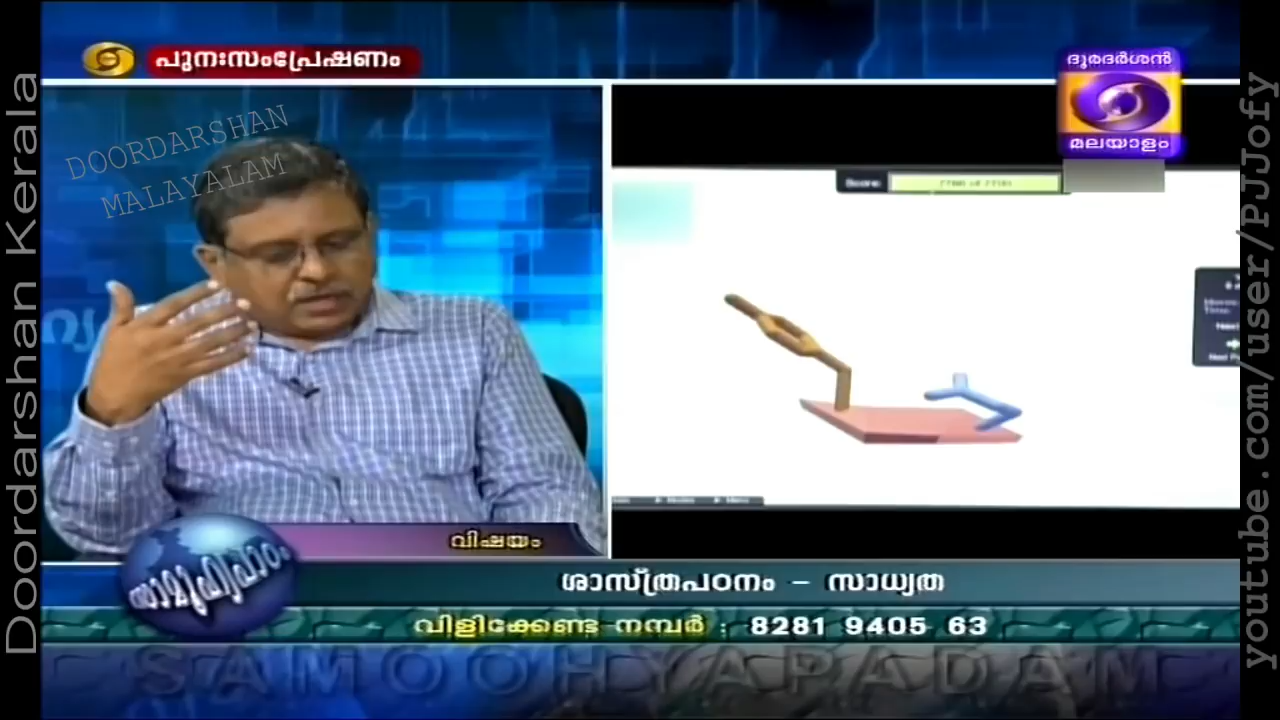 പുനഃസംപ്രേഷണം
ദൂരദർശൻ
മലയാളം
DOORDARSHAN
MALAYALAM
Doordarshan Kerala
youtube.com/user/PJJofy
Score:
വിഷയം
സാമൂഹ്യപാഠം
ശാസ്ത്രപഠനം – സാധ്യത
വിളിക്കേണ്ട നമ്പർ : 8281 9405 63
SAMOOHYAPADAM